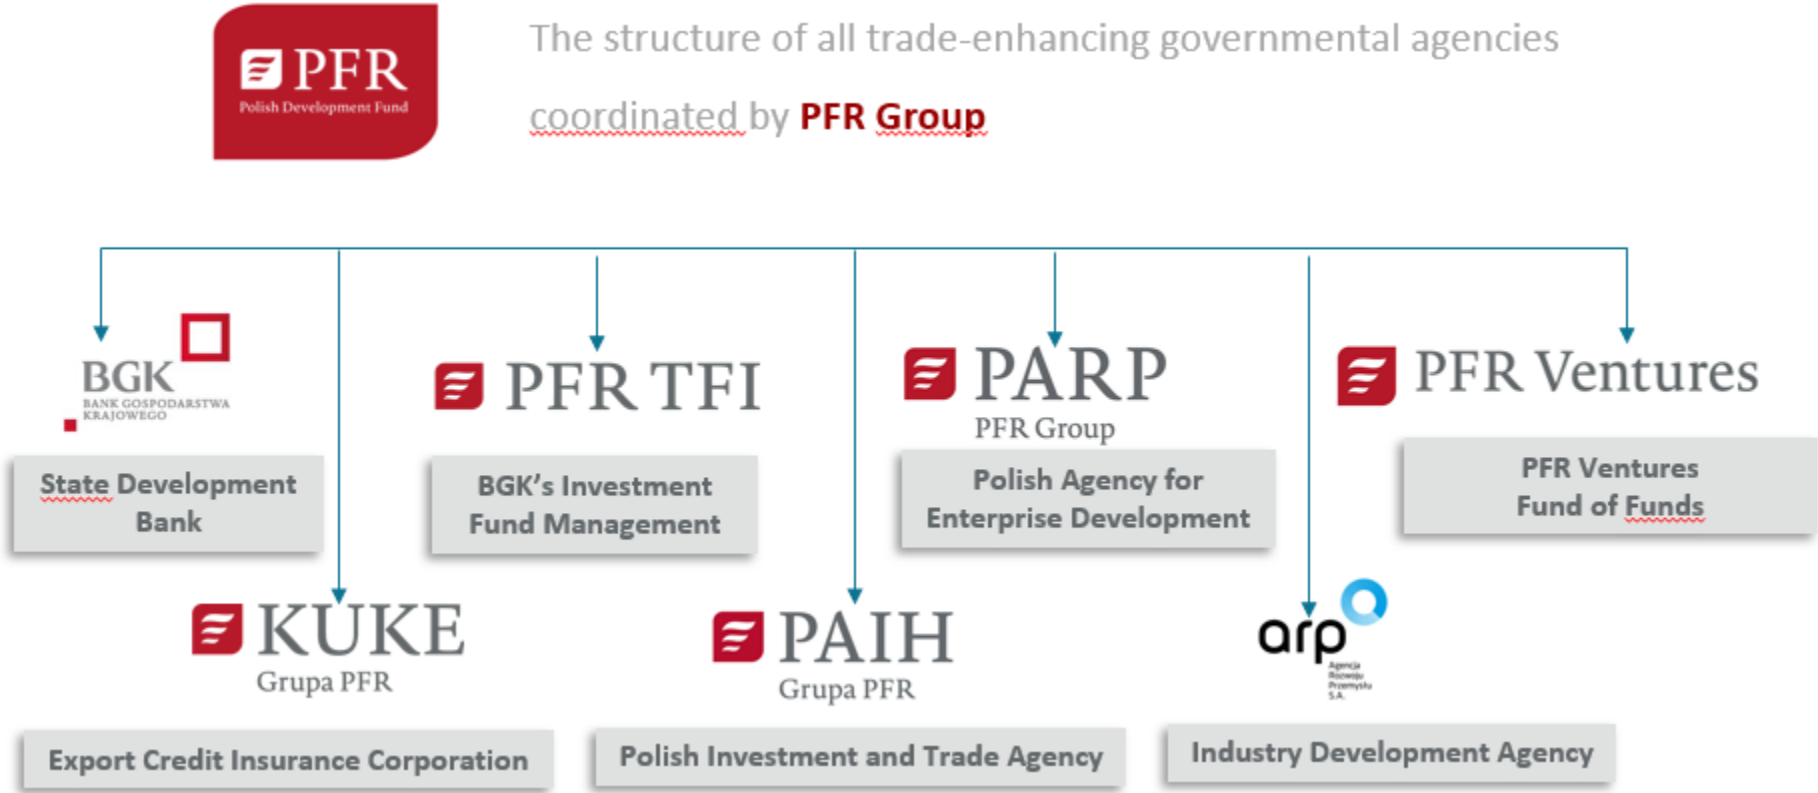 PFR
Polish Development Fund
The structure of all trade-enhancing governmental agencies
coordinated by PFR Group
BGK
BANK GOSPODARSTWA
KRAJOWEGO
State Development
Bank
PFR TFI
BGK’s Investment
Fund Management
PARP
PFR Group
Polish Agency for
Enterprise Development
PFR Ventures
PFR Ventures
Fund of Funds
KUKE
Grupa PFR
Export Credit Insurance Corporation
PAIH
Grupa PFR
Polish Investment and Trade Agency
arp
Agencja
Rozwoju
Przemysłu
S.A.
Industry Development Agency